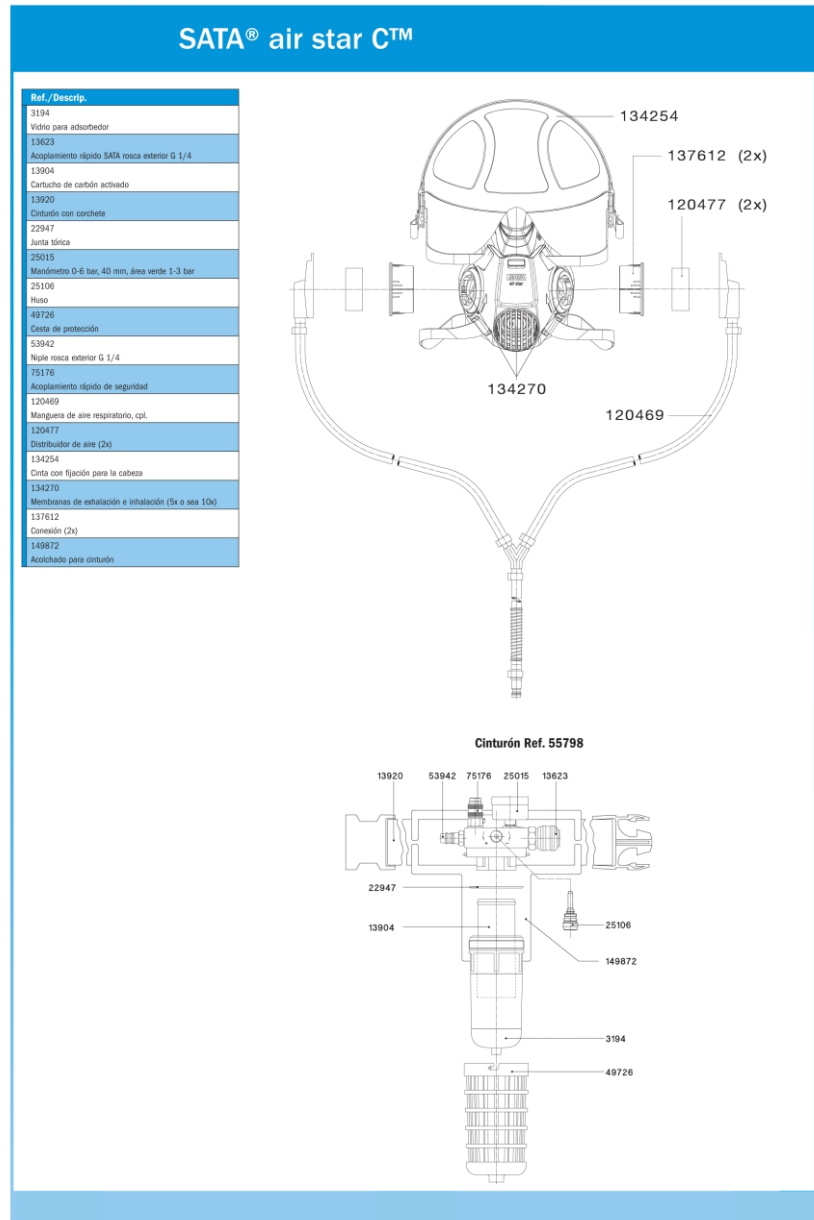 SATA® air star C™
Ref./Descrip.
3194
Vidrio para adsorbedor
13623
Acoplamiento rápido SATA rosca exterior G 1/4
13904
Cartucho de carbón activado
13920
Cinturón con corchete
22947
Junta tórica
25015
Manómetro 0-6 bar, 40 mm, área verde 1-3 bar
25106
Huso
49726
Cesta de protección
53942
Niple rosca exterior G 1/4
75176
Acoplamiento rápido de seguridad
120469
Manguera de aire respiratorio, cpl.
120477
Distribuidor de aire (2x)
134254
Cinta con fijación para la cabeza
134270
Membranas de exhalación e inhalación (5x o sea 10x)
137612
Conexión (2x)
149872
Acolchado para cinturón
134254
137612 (2x)
120477 (2x)
134270
120469
Cinturón Ref. 55798
13920 53942 75176 25015 13623
22947
13904
25106
149872
3194
49726